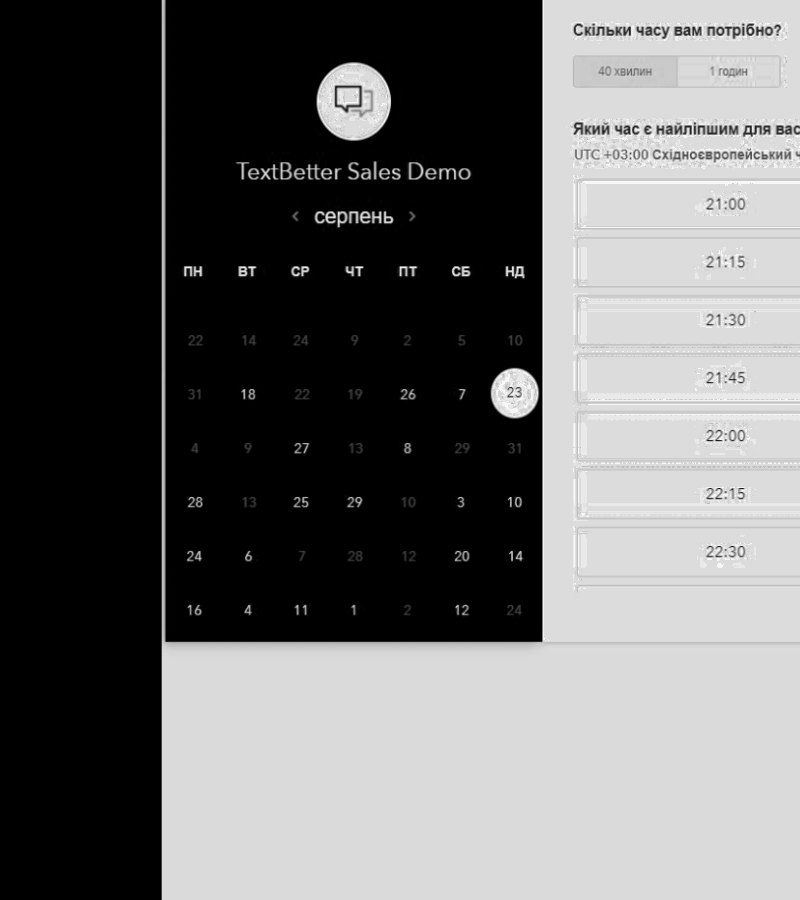 TextBetter Sales Demo
‹ серпень ›
ПН ВТ СР ЧТ ПТ СБ НД
22 14 24 9 2 5 10
31 18 22 19 26 7 23
4 9 27 13 8 29 31
28 13 25 29 10 3 10
24 6 7 28 12 20 14
16 4 11 1 2 12 24
Скільки часу вам потрібно?
40 хвилин 1 годин
Який час є найліпшим для вас
UTC +03:00 Східноєвропейський ч
21:00
21:15
21:30
21:45
22:00
22:15
22:30